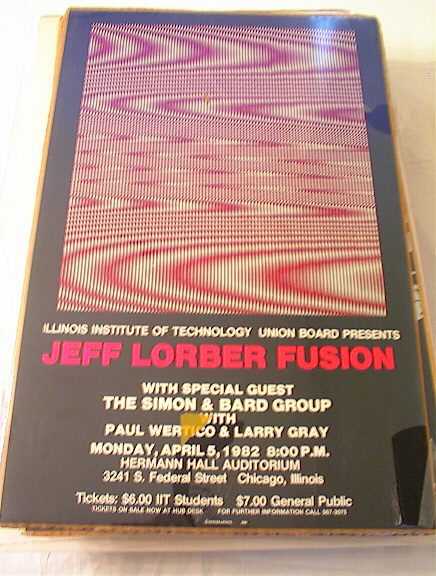 ILLINOIS INSTITUTE OF TECHNOLOGY UNION BOARD PRESENTS
JEFF LORBER FUSION
WITH SPECIAL GUEST
THE SIMON & BARD GROUP
WITH
PAUL WERTICO & LARRY GRAY
MONDAY, APRIL 5, 1982 8:00 P.M.
HERMANN HALL AUDITORIUM
3241 S. Federal Street Chicago, Illinois
Tickets: $6.00 IIT Students $7.00 General Public
TICKETS ON SALE NOW AT HUB DESK FOR FURTHER INFORMATION CALL 567-3075